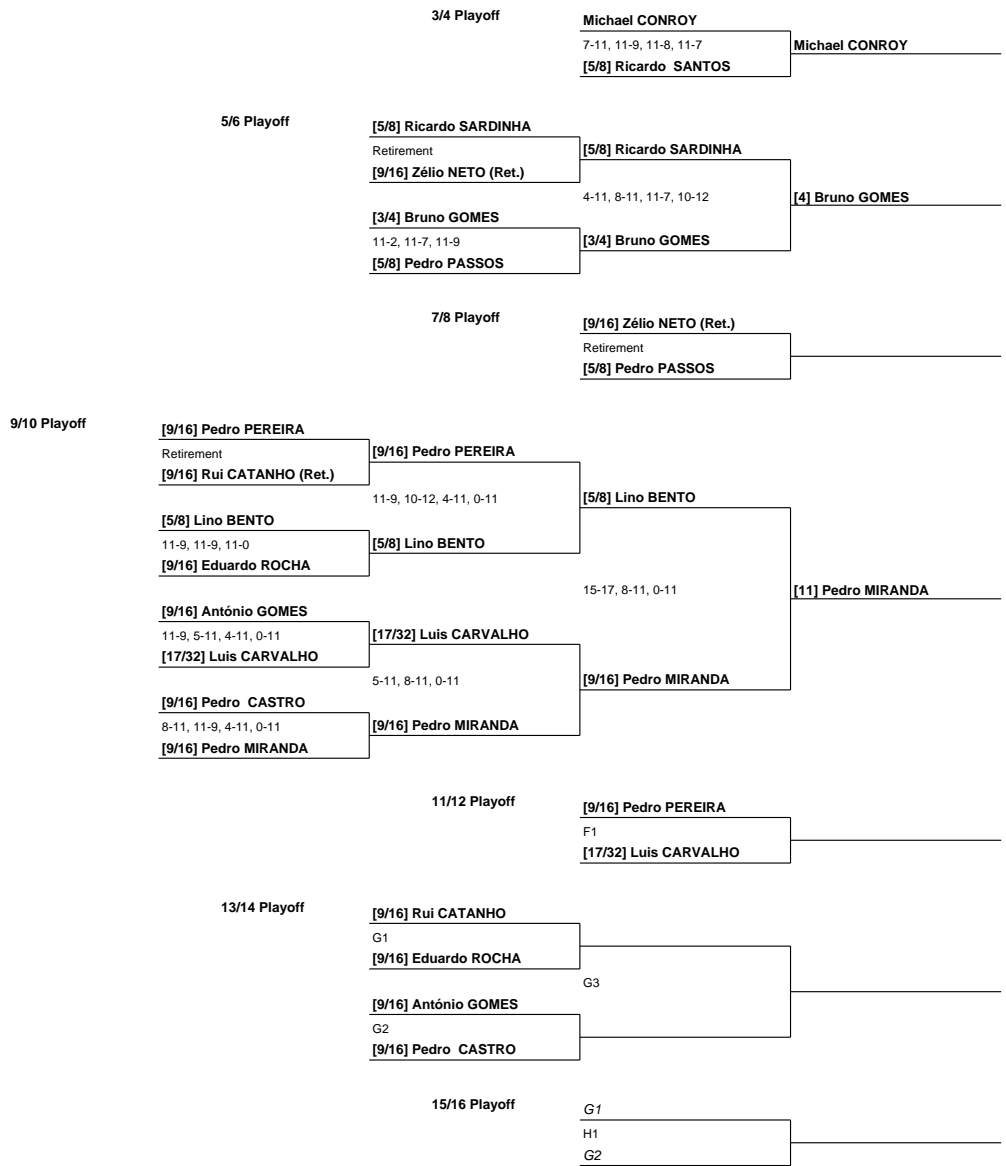 3/4 Playoff
Michael CONROY
7-11, 11-9, 11-8, 11-7
Michael CONROY
[5/8] Ricardo  SANTOS
5/6 Playoff
[5/8] Ricardo SARDINHA
Retirement
[5/8] Ricardo SARDINHA
[9/16] Zélio NETO (Ret.)
4-11, 8-11, 11-7, 10-12
[4] Bruno GOMES
[3/4] Bruno GOMES
11-2, 11-7, 11-9
[3/4] Bruno GOMES
[5/8] Pedro PASSOS
7/8 Playoff
[9/16] Zélio NETO (Ret.)
Retirement
[5/8] Pedro PASSOS
9/10 Playoff
[9/16] Pedro PEREIRA
Retirement
[9/16] Pedro PEREIRA
[9/16] Rui CATANHO (Ret.)
11-9, 10-12, 4-11, 0-11
[5/8] Lino BENTO
[5/8] Lino BENTO
11-9, 11-9, 11-0
[5/8] Lino BENTO
[9/16] Eduardo ROCHA
15-17, 8-11, 0-11
[11] Pedro MIRANDA
[9/16] António GOMES
11-9, 5-11, 4-11, 0-11
[17/32] Luis CARVALHO
[17/32] Luis CARVALHO
5-11, 8-11, 0-11
[9/16] Pedro MIRANDA
[9/16] Pedro  CASTRO
8-11, 11-9, 4-11, 0-11
[9/16] Pedro MIRANDA
[9/16] Pedro MIRANDA
11/12 Playoff
[9/16] Pedro PEREIRA
F1
[17/32] Luis CARVALHO
13/14 Playoff
[9/16] Rui CATANHO
G1
[9/16] Eduardo ROCHA
G3
[9/16] António GOMES
G2
[9/16] Pedro  CASTRO
15/16 Playoff
G1
H1
G2